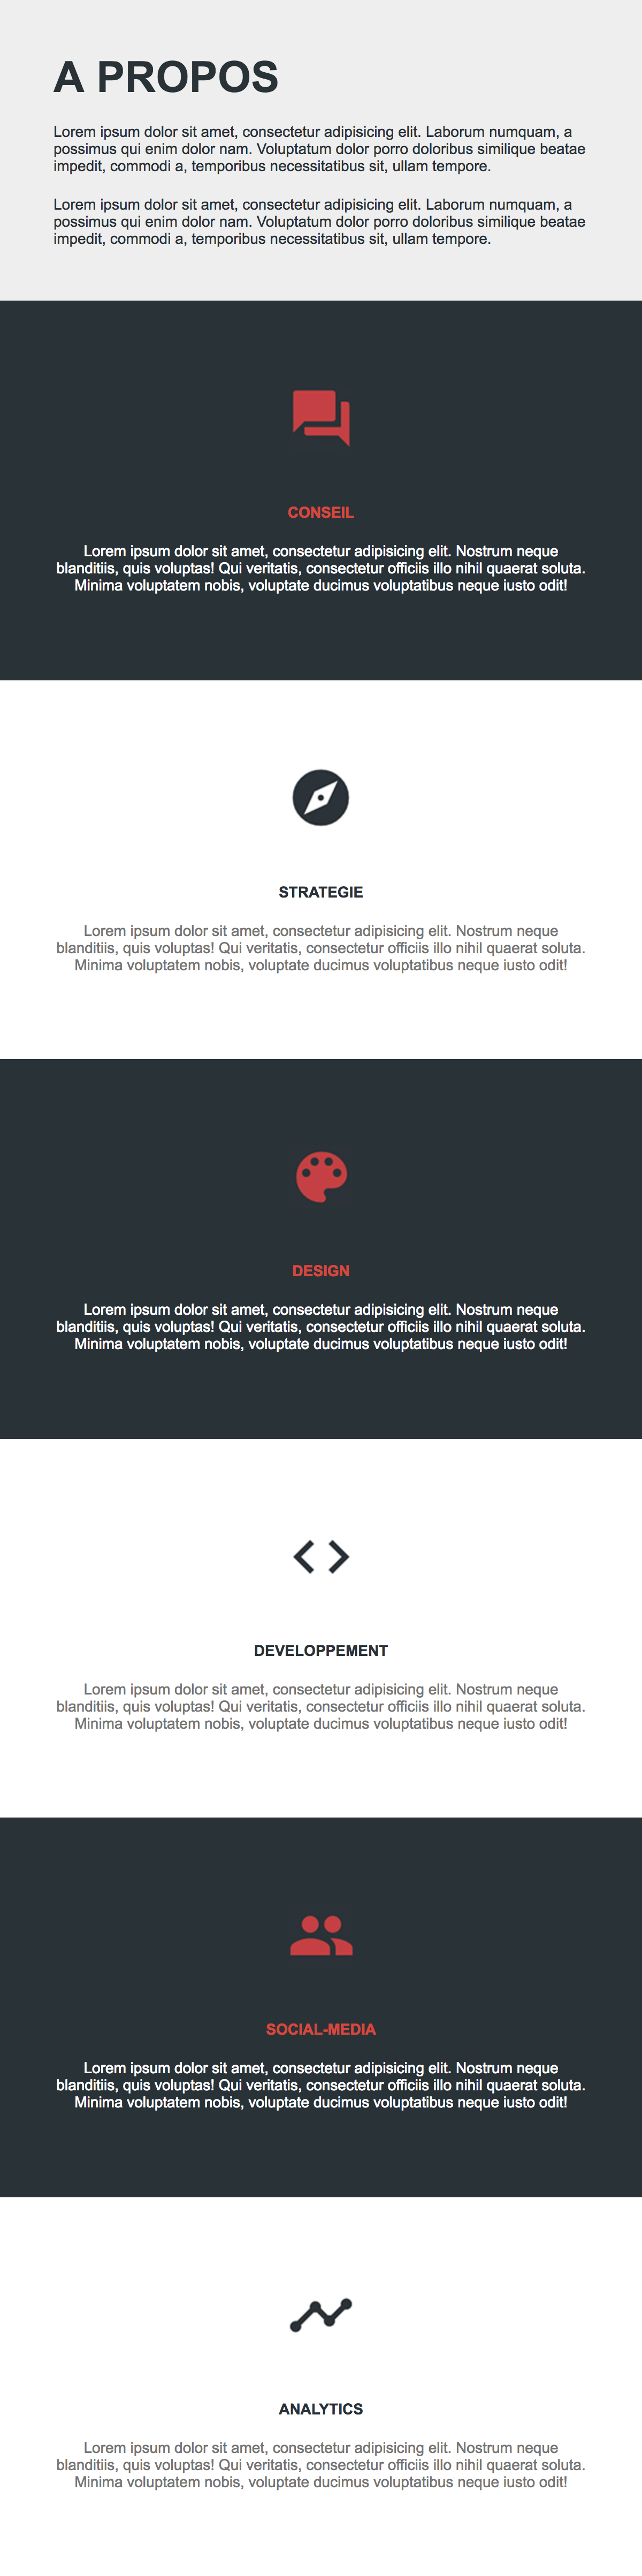 A PROPOS
Lorem ipsum dolor sit amet, consectetur adipisicing elit. Laborum numquam, a
possimus qui enim dolor nam. Voluptatum dolor porro doloribus similique beatae
impedit, commodi a, temporibus necessitatibus sit, ullam tempore.
Lorem ipsum dolor sit amet, consectetur adipisicing elit. Laborum numquam, a
possimus qui enim dolor nam. Voluptatum dolor porro doloribus similique beatae
impedit, commodi a, temporibus necessitatibus sit, ullam tempore.
CONSEIL
Lorem ipsum dolor sit amet, consectetur adipisicing elit. Nostrum neque
blanditiis, quis voluptas! Qui veritatis, consectetur officiis illo nihil quaerat soluta.
Minima voluptatem nobis, voluptate ducimus voluptatibus neque iusto odit!
STRATEGIE
Lorem ipsum dolor sit amet, consectetur adipisicing elit. Nostrum neque
blanditiis, quis voluptas! Qui veritatis, consectetur officiis illo nihil quaerat soluta.
Minima voluptatem nobis, voluptate ducimus voluptatibus neque iusto odit!
DESIGN
Lorem ipsum dolor sit amet, consectetur adipisicing elit. Nostrum neque
blanditiis, quis voluptas! Qui veritatis, consectetur officiis illo nihil quaerat soluta.
Minima voluptatem nobis, voluptate ducimus voluptatibus neque iusto odit!
DEVELOPPEMENT
Lorem ipsum dolor sit amet, consectetur adipisicing elit. Nostrum neque
blanditiis, quis voluptas! Qui veritatis, consectetur officiis illo nihil quaerat soluta.
Minima voluptatem nobis, voluptate ducimus voluptatibus neque iusto odit!
SOCIAL-MEDIA
Lorem ipsum dolor sit amet, consectetur adipisicing elit. Nostrum neque
blanditiis, quis voluptas! Qui veritatis, consectetur officiis illo nihil quaerat soluta.
Minima voluptatem nobis, voluptate ducimus voluptatibus neque iusto odit!
ANALYTICS
Lorem ipsum dolor sit amet, consectetur adipisicing elit. Nostrum neque
blanditiis, quis voluptas! Qui veritatis, consectetur officiis illo nihil quaerat soluta.
Minima voluptatem nobis, voluptate ducimus voluptatibus neque iusto odit!